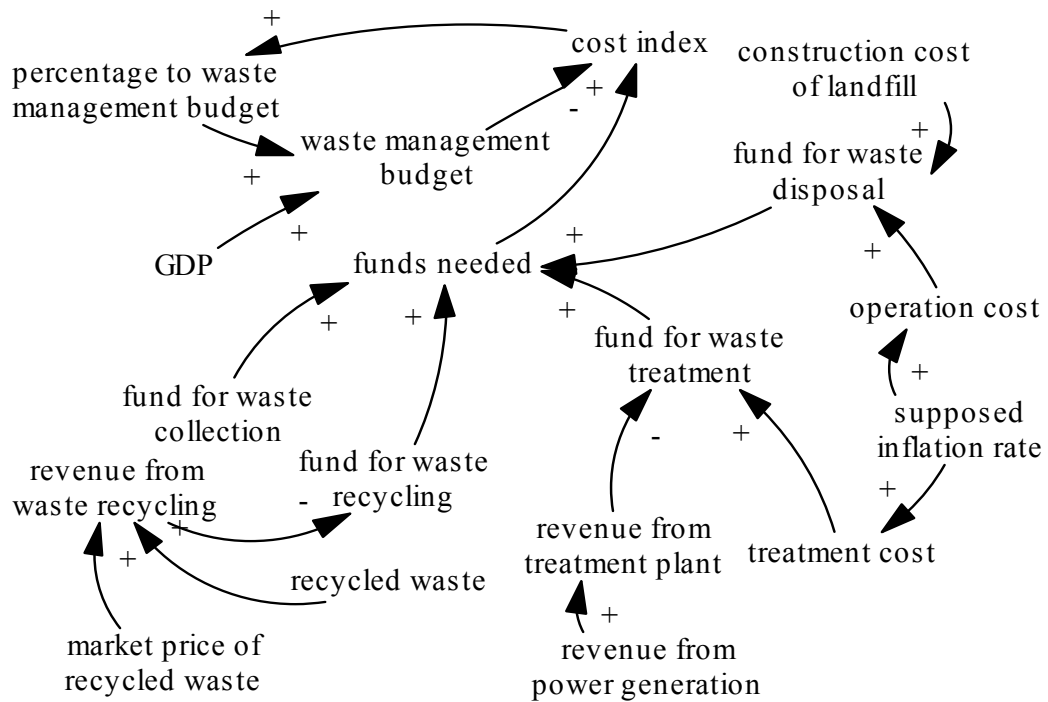 +
cost index
percentage to waste
management budget
construction cost
of landfill
+
-
+
waste management
budget
+
fund for waste
disposal
+
GDP
+
funds needed
+
+
+
+
+
operation cost
fund for waste
treatment
+
fund for waste
collection
supposed
inflation rate
revenue from
waste recycling
fund for waste
recycling
-
+
-
+
+
+
revenue from
treatment plant
treatment cost
recycled waste
+
market price of
recycled waste
revenue from
power generation